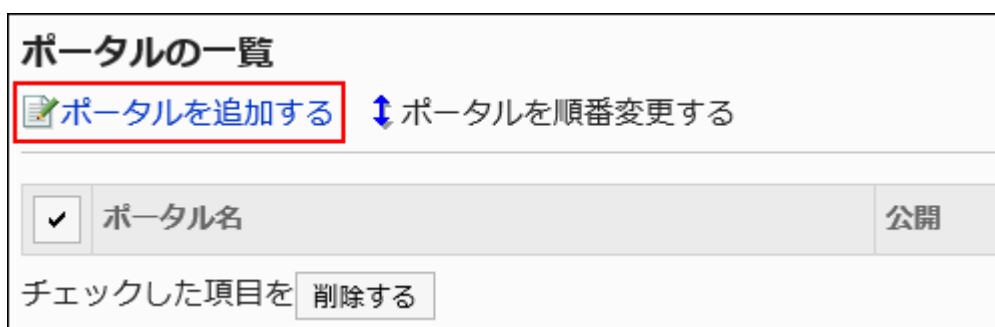 ポータルの一覧
ポータルを追加する ポータルを順番変更する
ポータル名 公開
チェックした項目を 削除する